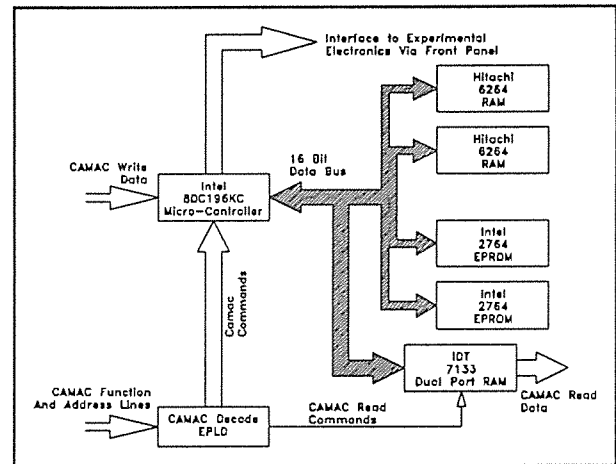 Interface to Experimental
Electronics Via Front Panel
Hitachi
6264
RAM
Hitachi
6264
RAM
16 Bit
Data Bus
CAMAC Write
Data
Intel
80C196KC
Micro-Controller
Intel
2764
EPROM
Intel
2764
EPROM
Camac
Commands
IDT
7133
Dual Port RAM
CAMAC Read
Data
CAMAC Function
And Address Lines
CAMAC Decode
EPLD
CAMAC Read
Commands